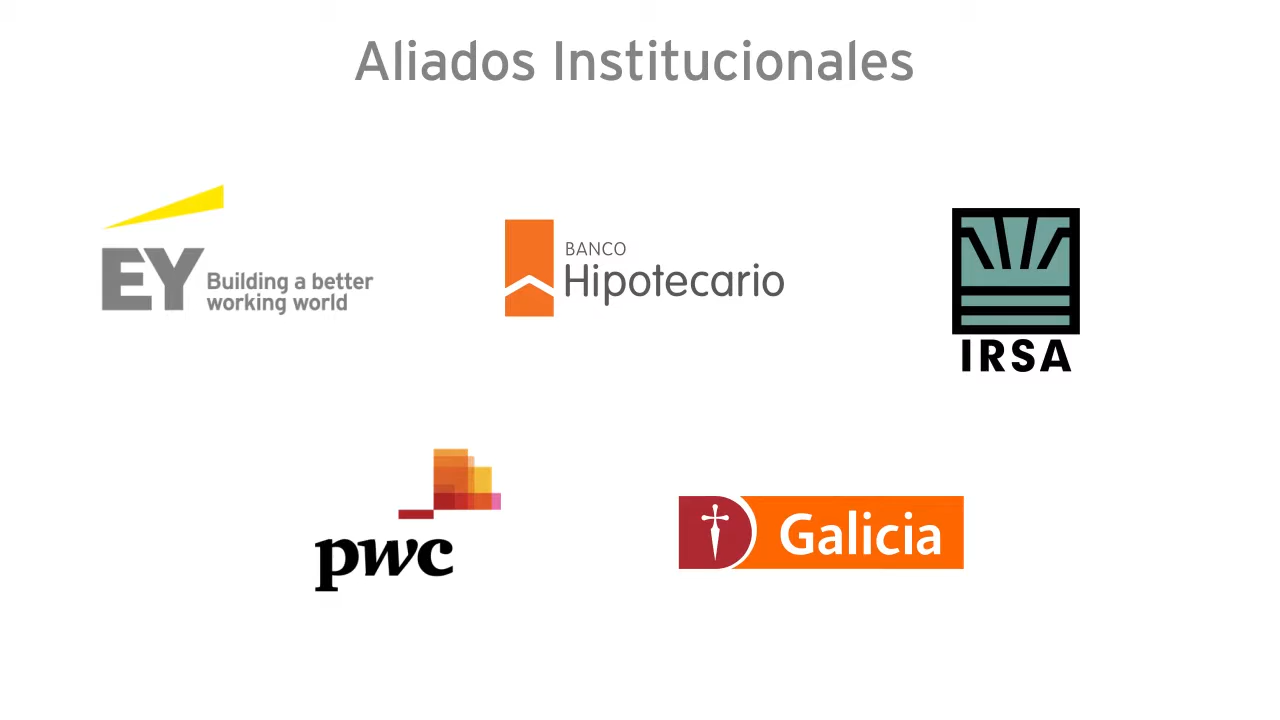 Aliados Institucionales
EY Building a better
working world
BANCO
Hipotecario
IRSA
pwc
Galicia